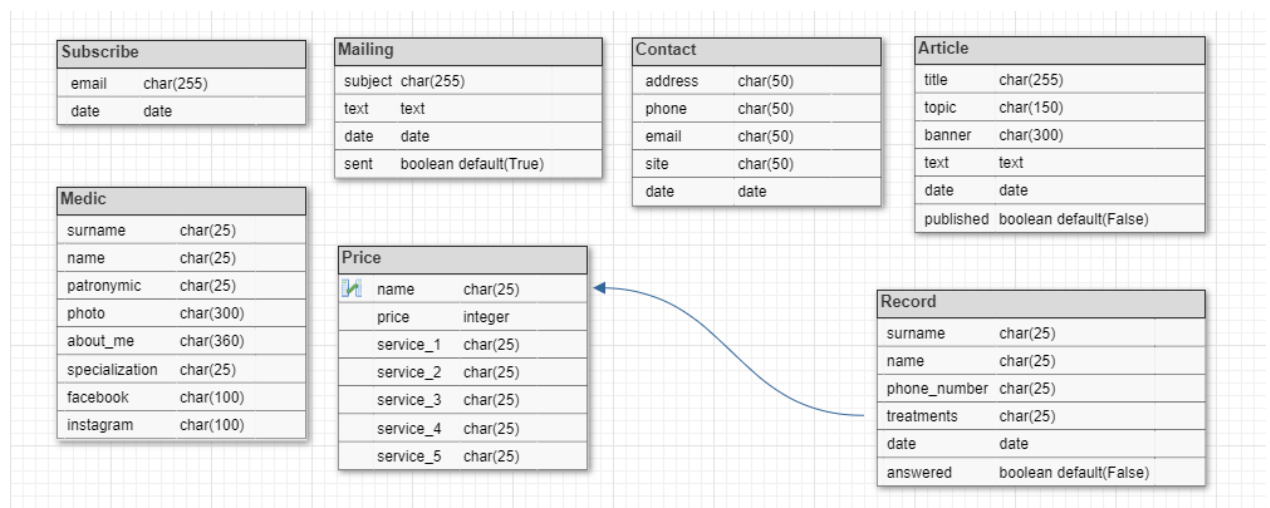 Subscribe
email char(255)
date date
Mailing
subject char(255)
text text
date date
sent boolean default(True)
Contact
address char(50)
phone char(50)
email char(50)
site char(50)
date date
Article
title char(255)
topic char(150)
banner char(300)
text text
date date
published boolean default(False)
Medic
surname char(25)
name char(25)
patronymic char(25)
photo char(300)
about_me char(360)
specialization char(25)
facebook char(100)
instagram char(100)
Price
name char(25)
price integer
service_1 char(25)
service_2 char(25)
service_3 char(25)
service_4 char(25)
service_5 char(25)
Record
surname char(25)
name char(25)
phone_number char(25)
treatments char(25)
date date
answered boolean default(False)